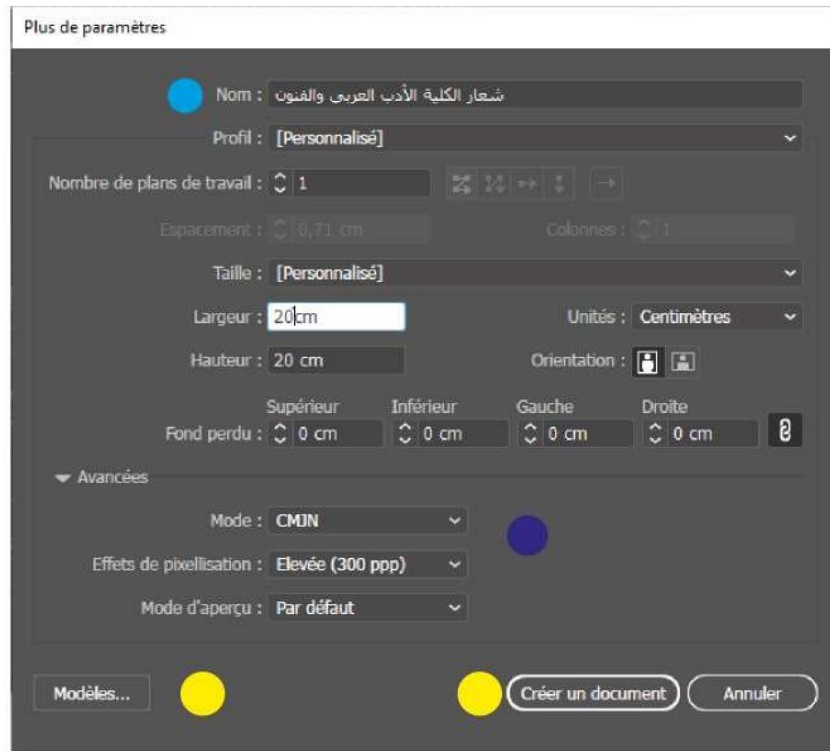 Plus de paramètres
Nom : شعار الكلية الأدب العربي والفنون
Profil : [Personnalisé]
Nombre de plans de travail : 1
Espacement : 0,71 cm Colonnes : 1
Taille : [Personnalisé]
Largeur : 20cm Unités : Centimètres
Hauteur : 20 cm Orientation :
Supérieur Inférieur Gauche Droite
Fond perdu : 0 cm 0 cm 0 cm 0 cm
Avancées
Mode : CMJN
Effets de pixellisation : Elevée (300 ppp)
Mode d'aperçu : Par défaut
Modèles... Créer un document Annuler